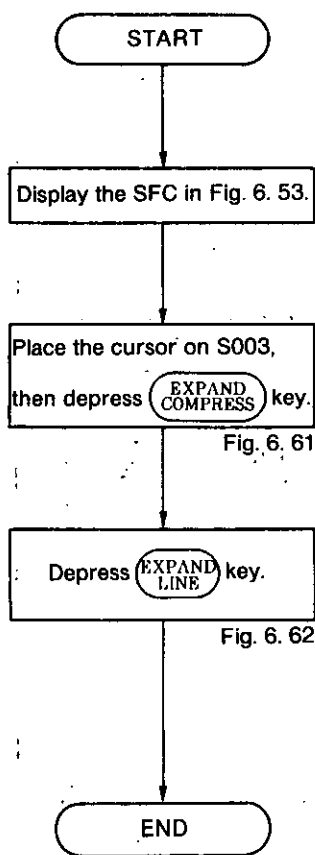 START
Display the SFC in Fig. 6. 53.
Place the cursor on S003,
then depress EXPAND COMPRESS key.
Fig. 6. 61
Depress EXPAND LINE key.
Fig. 6. 62
END